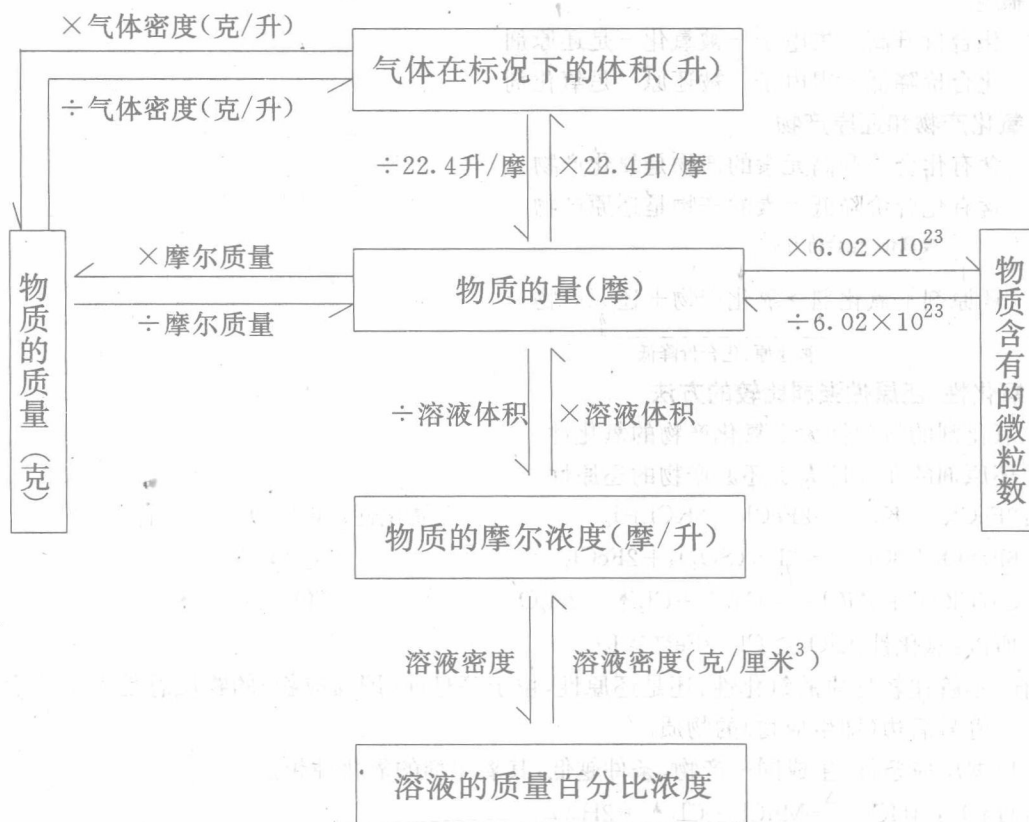 ×气体密度(克/升)
气体在标况下的体积(升)
÷气体密度(克/升)
÷22.4升/摩 ×22.4升/摩
×摩尔质量
物质的量(摩)
×6.02×10²³
÷摩尔质量
÷6.02×10²³
物质的质量(克)
物质含有的微粒数
÷溶液体积 ×溶液体积
物质的摩尔浓度(摩/升)
溶液密度 溶液密度(克/厘米³)
溶液的质量百分比浓度